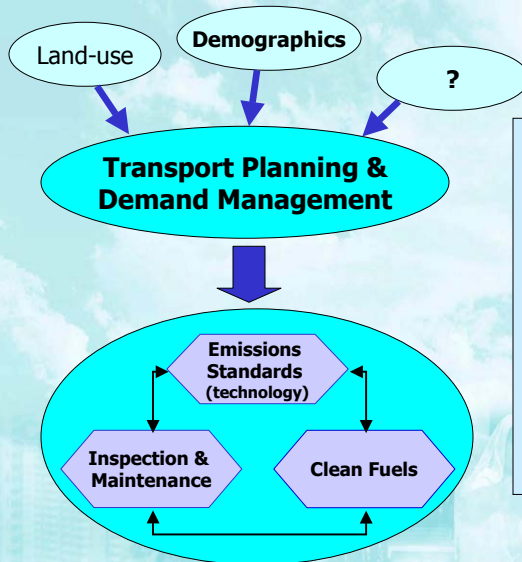 Land-use
Demographics
?
Transport Planning &
Demand Management
Emissions
Standards
(technology)
Inspection &
Maintenance
Clean Fuels